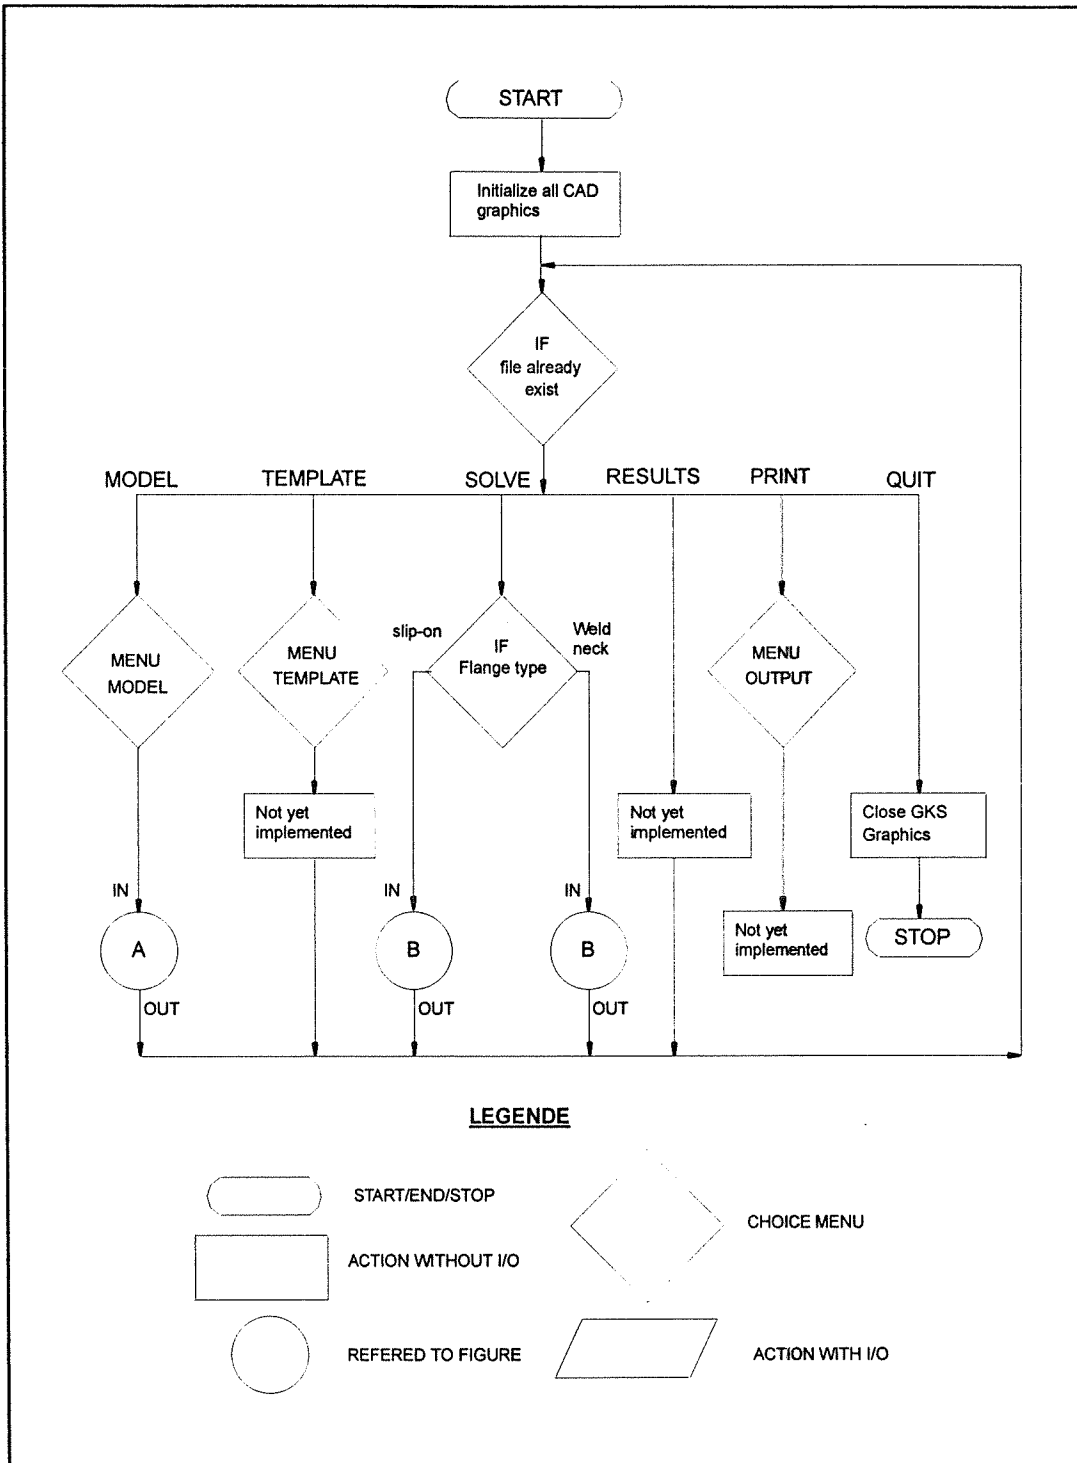 START
Initialize all CAD
graphics
IF
file already
exist
MODEL
TEMPLATE
SOLVE
RESULTS
PRINT
QUIT
MENU
MODEL
MENU
TEMPLATE
slip-on
IF
Flange type
Weld
neck
MENU
OUTPUT
Not yet
implemented
Not yet
implemented
Close GKS
Graphics
IN
A
OUT
IN
B
OUT
IN
B
OUT
Not yet
implemented
STOP
LEGENDE
START/END/STOP
CHOICE MENU
ACTION WITHOUT I/O
REFERED TO FIGURE
ACTION WITH I/O